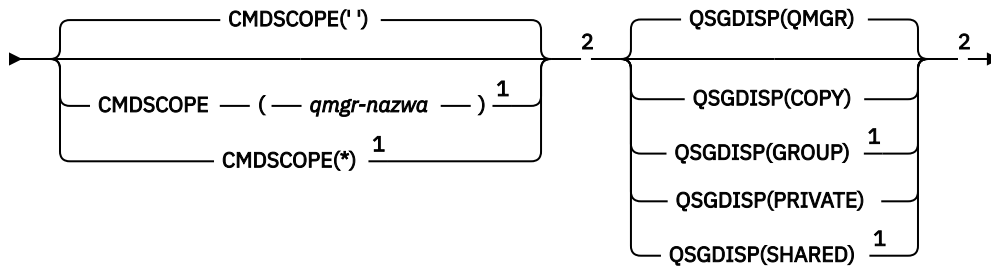 CMDSCOPE(' ')
2
CMDSCOPE ( qmgr-nazwa ) 1
CMDSCOPE(*) 1
QSGDISP(QMGR)
2
QSGDISP(COPY)
QSGDISP(GROUP) 1
QSGDISP(PRIVATE)
QSGDISP(SHARED) 1